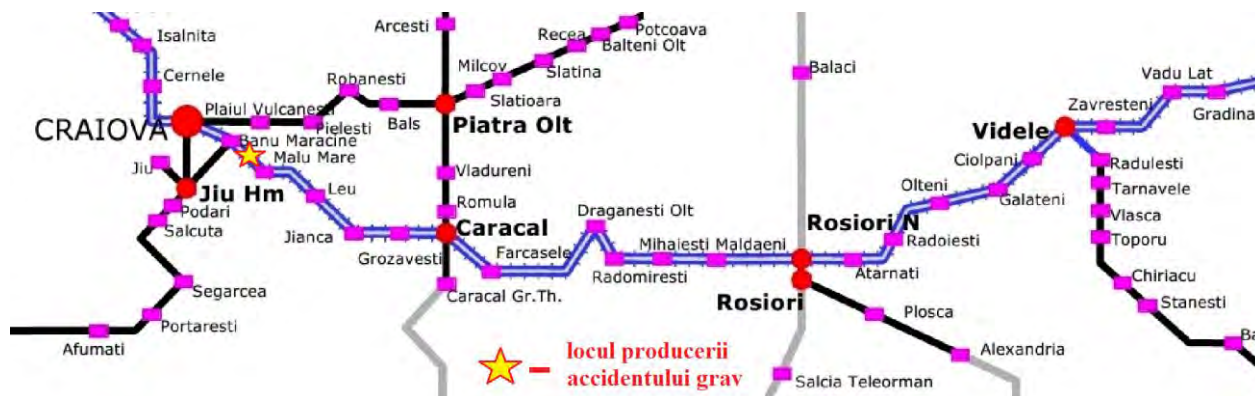 Isalnita
Cernele
CRAIOVA
Plaiul Vulcanesti
Pielesti
Robanesti
Bals
Arcesti
Piatra Olt
Milcov
Slatioara
Slatina
Recea
Balteni Olt
Potcoava
Banu Maracine
Malu Mare
Jiu
Jiu Hm
Podari
Salcuta
Segarcea
Portaresti
Afumati
Leu
Jianca
Grozavesti
Vladureni
Romula
Caracal
Caracal Gr.Th.
Farcasele
Draganesti Olt
Radomiresti
Mihaiesti
Maldaeni
Balaci
Rosiori N
Rosiori
Atarnati
Radoiesti
Olteni
Galateni
Ciolpani
Videle
Zavresteni
Vadu Lat
Gradina
Radulesti
Tarnavele
Vlasca
Toporu
Chiriacu
Stanesti
Ba
Plosca
Alexandria
Salcia Teleorman
– locul producerii
accidentului grav